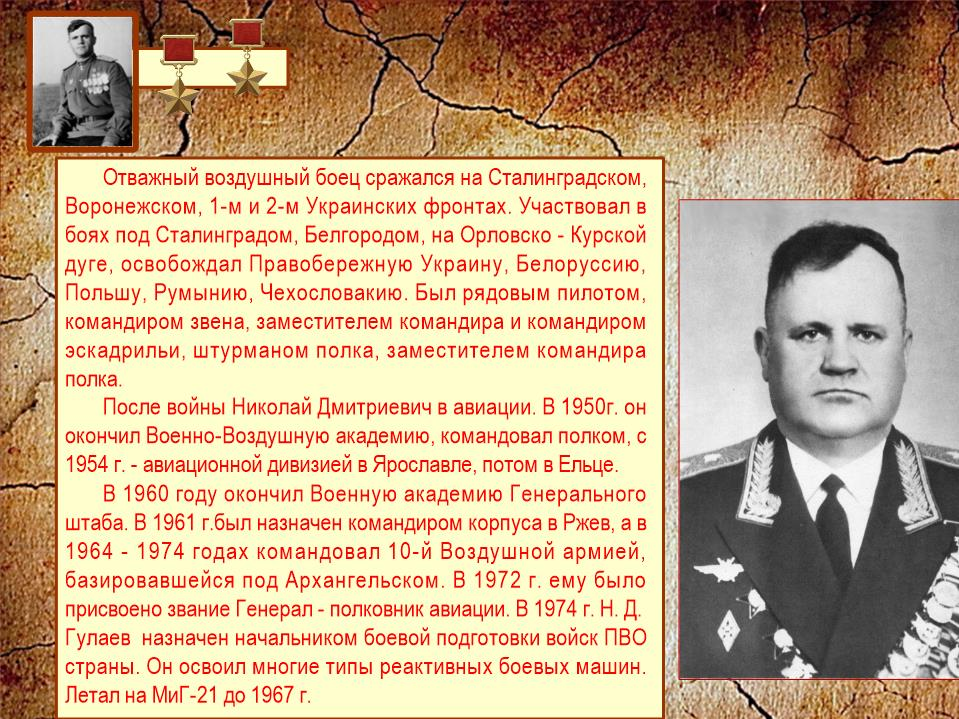 Отважный воздушный боец сражался на Сталинградском,
Воронежском, 1-м и 2-м Украинских фронтах. Участвовал в
боях под Сталинградом, Белгородом, на Орловско - Курской
дуге, освобождал Правобережную Украину, Белоруссию,
Польшу, Румынию, Чехословакию. Был рядовым пилотом,
командиром звена, заместителем командира и командиром
эскадрильи, штурманом полка, заместителем командира
полка.
После войны Николай Дмитриевич в авиации. В 1950г. он
окончил Военно-Воздушную академию, командовал полком, с
1954 г. - авиационной дивизией в Ярославле, потом в Ельце.
В 1960 году окончил Военную академию Генерального
штаба. В 1961 г.был назначен командиром корпуса в Ржев, а в
1964 - 1974 годах командовал 10-й Воздушной армией,
базировавшейся под Архангельском. В 1972 г. ему было
присвоено звание Генерал - полковник авиации. В 1974 г. Н. Д.
Гулаев назначен начальником боевой подготовки войск ПВО
страны. Он освоил многие типы реактивных боевых машин.
Летал на МиГ-21 до 1967 г.